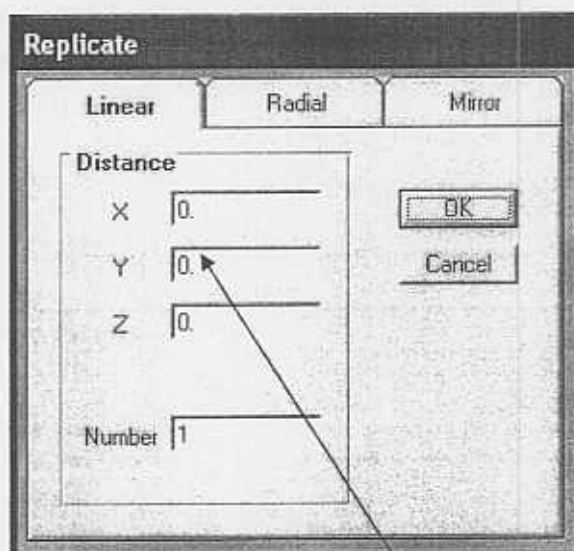 Replicate
Linear Radial Mirror
Distance
X 0.
Y 0.
Z 0.
Number 1
OK
Cancel